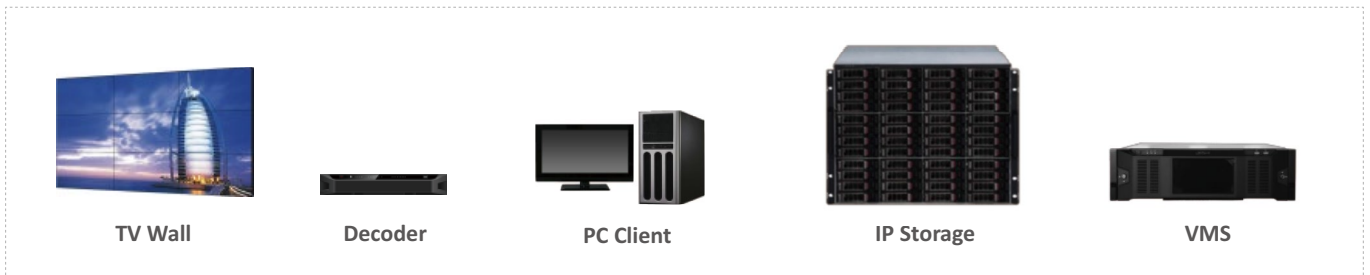 TV Wall
Decoder
PC Client
IP Storage
VMS